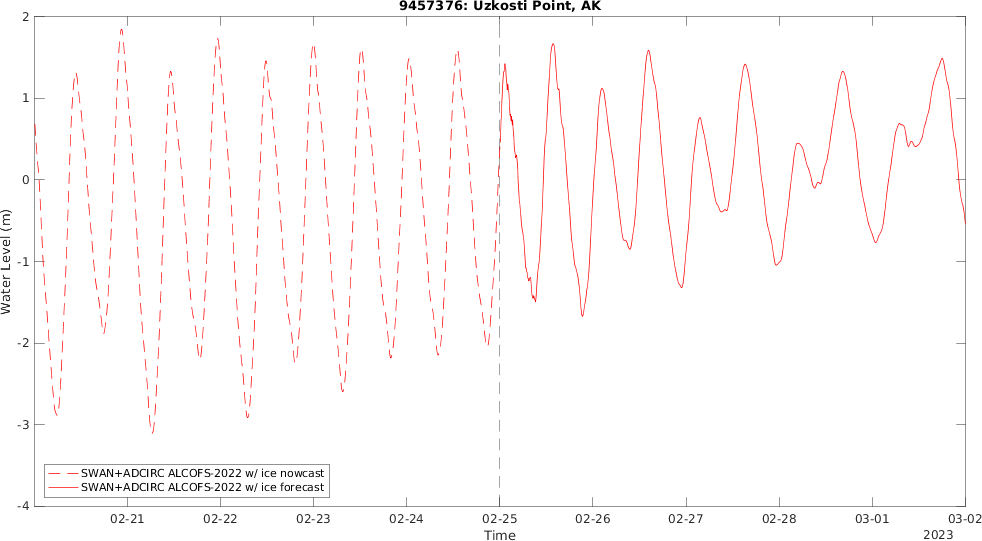 9457376: Uzkosti Point, AK
Water Level (m)
2
1
0
-1
-2
-3
-4
SWAN+ADCIRC ALCOFS-2022 w/ ice nowcast
SWAN+ADCIRC ALCOFS-2022 w/ ice forecast
02-21 02-22 02-23 02-24 02-25 02-26 02-27 02-28 03-01 03-02
Time
2023